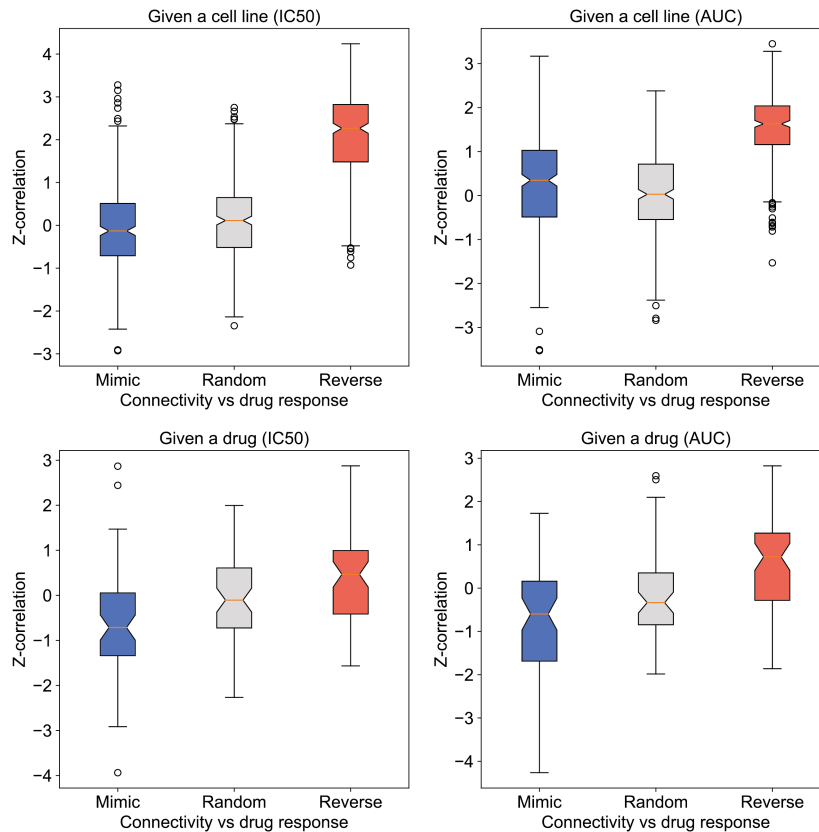 Given a cell line (IC50)
Z-correlation
4
3
2
1
0
−1
−2
−3
Mimic Random Reverse
Connectivity vs drug response
Given a cell line (AUC)
Z-correlation
3
2
1
0
−1
−2
−3
Mimic Random Reverse
Connectivity vs drug response
Given a drug (IC50)
Z-correlation
3
2
1
0
−1
−2
−3
−4
Mimic Random Reverse
Connectivity vs drug response
Given a drug (AUC)
Z-correlation
3
2
1
0
−1
−2
−3
−4
Mimic Random Reverse
Connectivity vs drug response